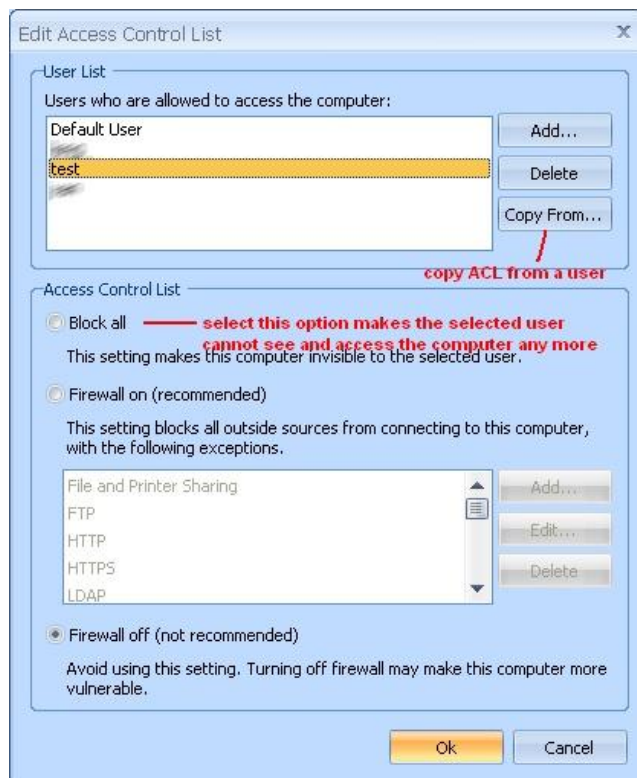 Edit Access Control List
User List
Users who are allowed to access the computer:
Default User
test
Add...
Delete
Copy From...
copy ACL from a user
Access Control List
Block all
select this option makes the selected user
cannot see and access the computer any more
This setting makes this computer invisible to the selected user.
Firewall on (recommended)
This setting blocks all outside sources from connecting to this computer,
with the following exceptions.
File and Printer Sharing
FTP
HTTP
HTTPS
LDAP
Add...
Edit...
Delete
Firewall off (not recommended)
Avoid using this setting. Turning off firewall may make this computer more
vulnerable.
Ok
Cancel